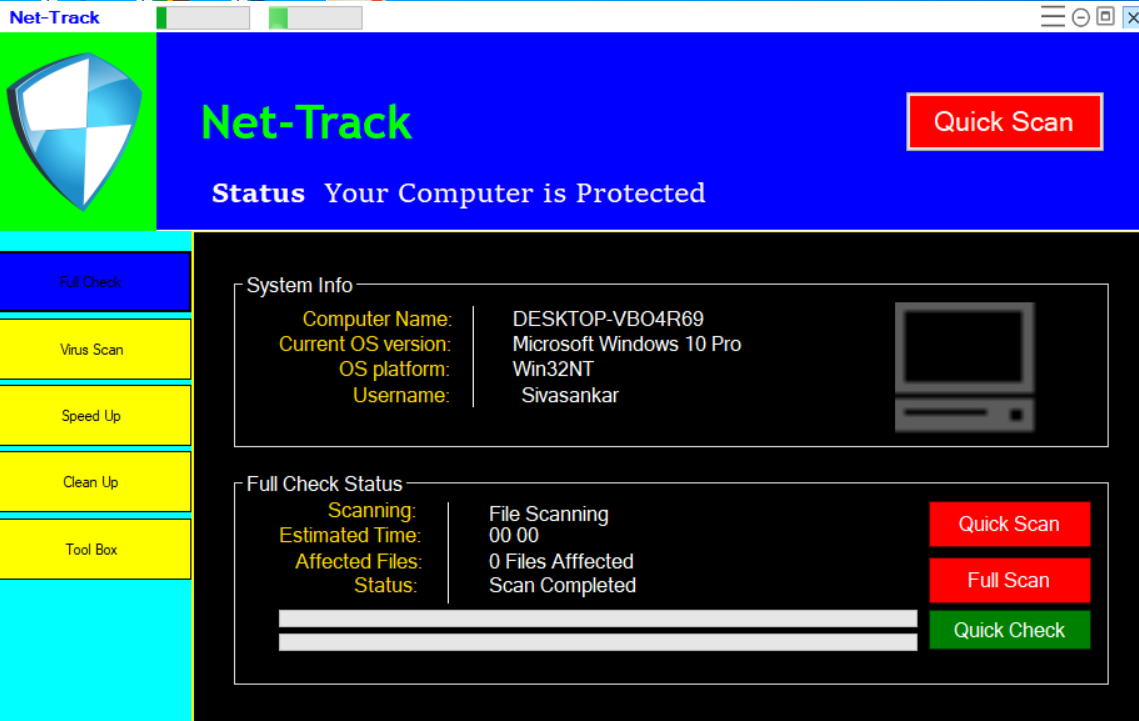 Net-Track
Net-Track
Quick Scan
Status Your Computer is Protected
Full Check
Virus Scan
Speed Up
Clean Up
Tool Box
System Info
Computer Name: DESKTOP-VBO4R69
Current OS version: Microsoft Windows 10 Pro
OS platform: Win32NT
Username: Sivasankar
Full Check Status
Scanning: File Scanning
Estimated Time: 00 00
Affected Files: 0 Files Afffected
Status: Scan Completed
Quick Scan
Full Scan
Quick Check